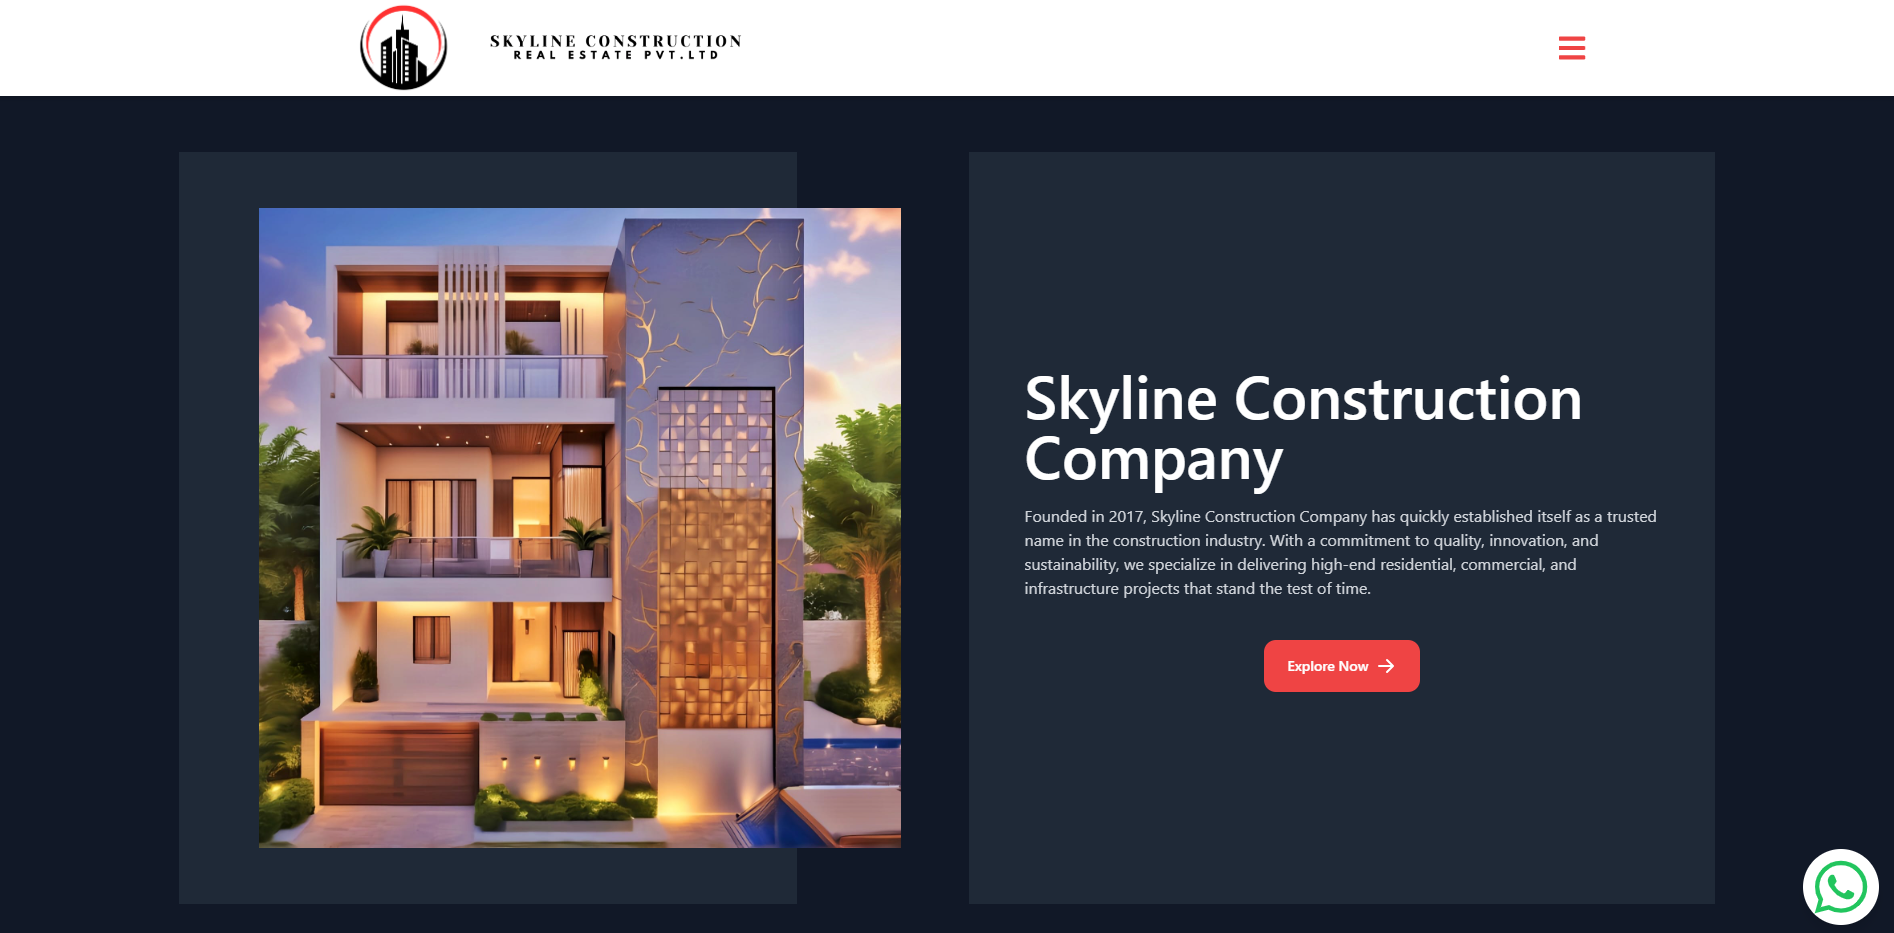 SKYLINE CONSTRUCTION
REAL ESTATE PVT.LTD
Skyline Construction
Company
Founded in 2017, Skyline Construction Company has quickly established itself as a trusted
name in the construction industry. With a commitment to quality, innovation, and
sustainability, we specialize in delivering high-end residential, commercial, and
infrastructure projects that stand the test of time.
Explore Now